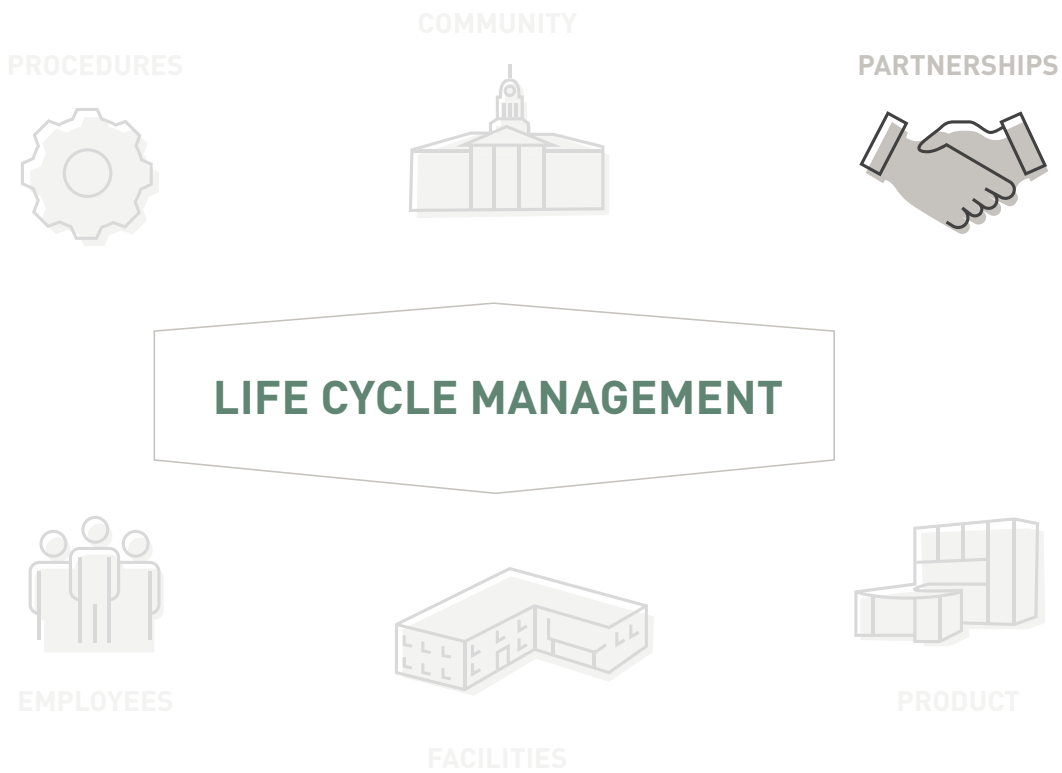 COMMUNITY
PROCEDURES
PARTNERSHIPS
LIFE CYCLE MANAGEMENT
EMPLOYEES
PRODUCT
FACILITIES